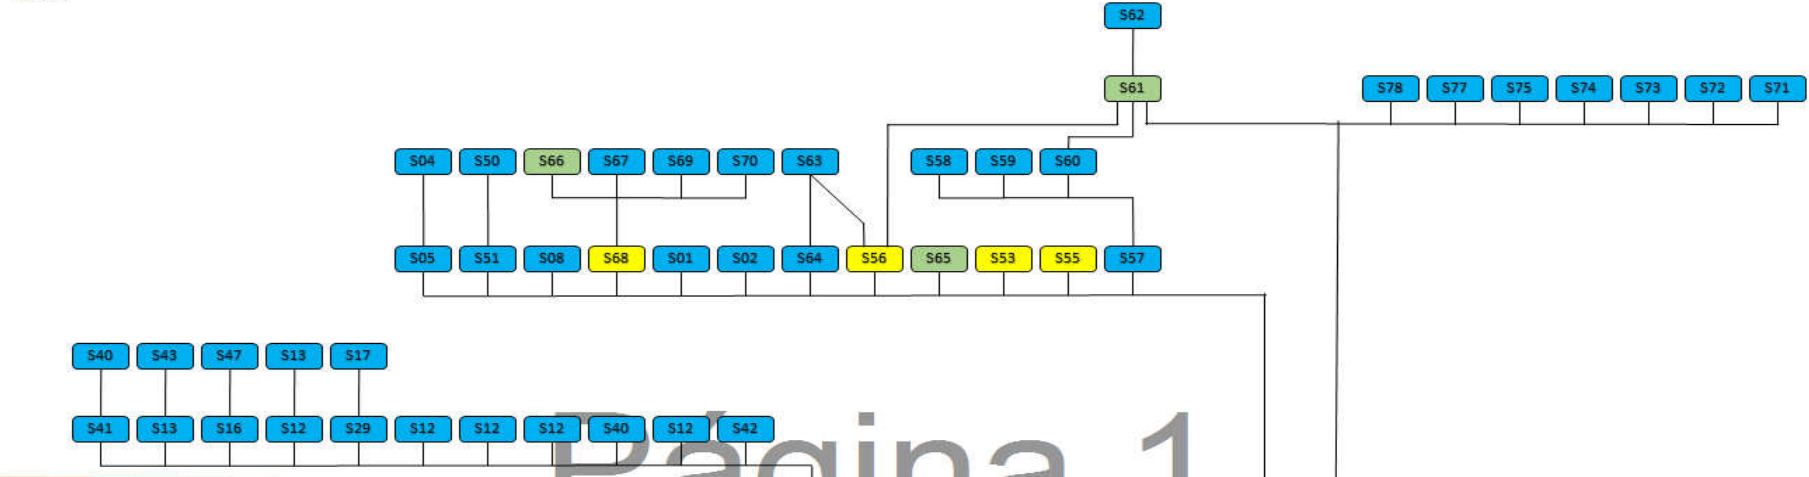 S62
S61 S78 S77 S75 S74 S73 S72 S71
S04 S50 S66 S67 S69 S70 S63 S58 S59 S60
S05 S51 S08 S68 S01 S02 S64 S56 S65 S53 S55 S57
S40 S43 S47 S13 S17
S41 S13 S16 S12 S29 S12 S12 S12 S40 S12 S42
Página 1